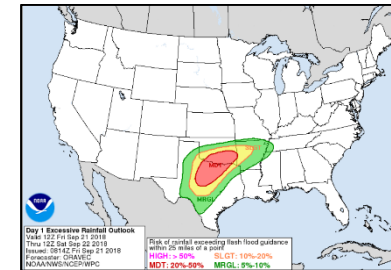 SLGT
MDT
MRGL
noaa
Day 1 Excessive Rainfall Outlook
Valid 12Z Fri Sep 21 2018
Thru 12Z Sat Sep 22 2018
Issued: 0814Z Fri Sep 21 2018
Forecaster: ORAVEC
NOAA/NWS/NCEP/WPC
Risk of rainfall exceeding flash flood guidance
within 25 miles of a point
HIGH: > 50% SLGT: 10%-20%
MDT: 20%-50% MRGL: 5%-10%